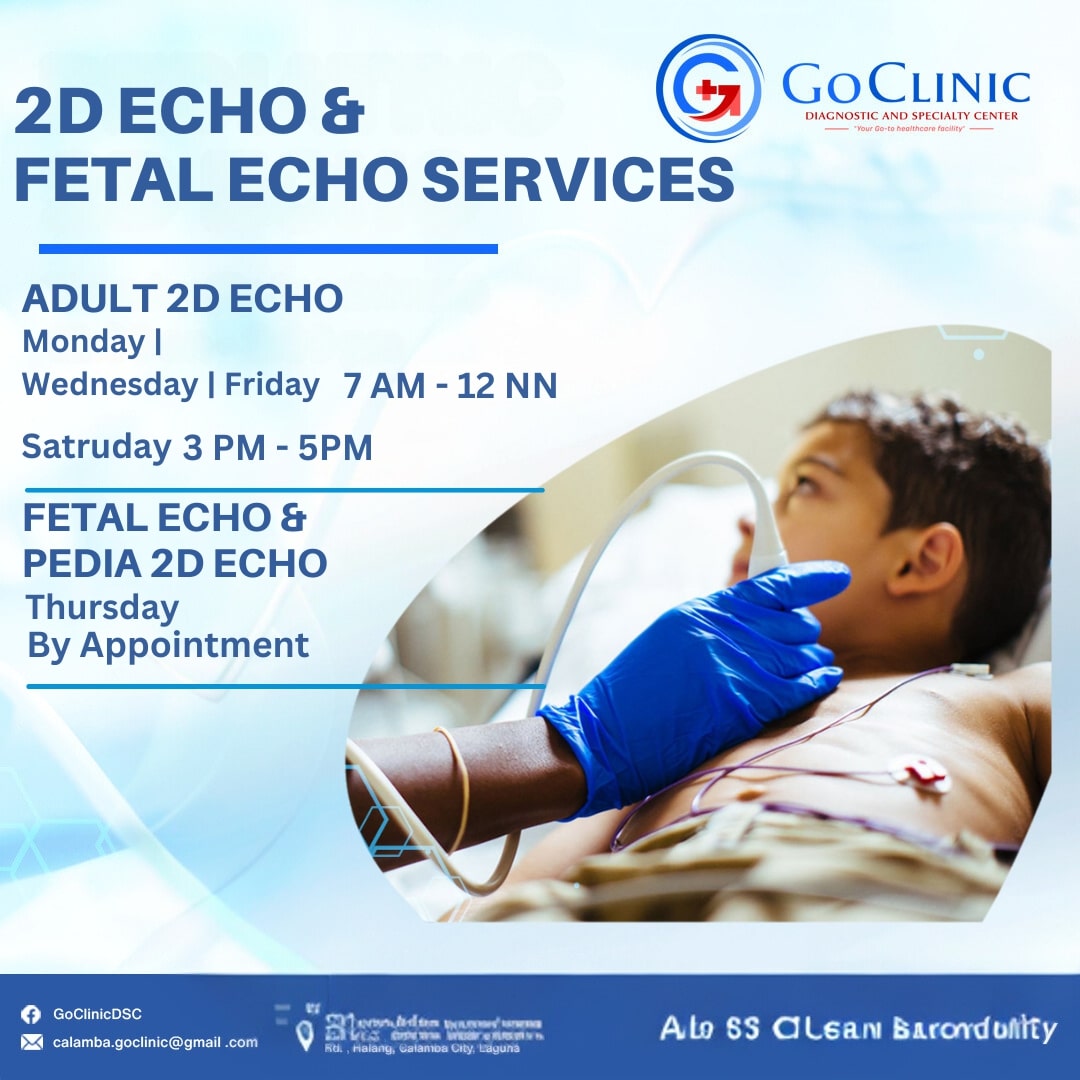 2D ECHO &
FETAL ECHO SERVICES
GOCLINIC
DIAGNOSTIC AND SPECIALTY CENTER
"Your Go-to healthcare facility"
ADULT 2D ECHO
Monday |
Wednesday | Friday 7 AM - 12 NN
Satruday 3 PM - 5PM
FETAL ECHO &
PEDIA 2D ECHO
Thursday
By Appointment
GoClinicDSC
calamba.goclinic@gmail .com
Rd. , Halang, Calamba City, Laguna